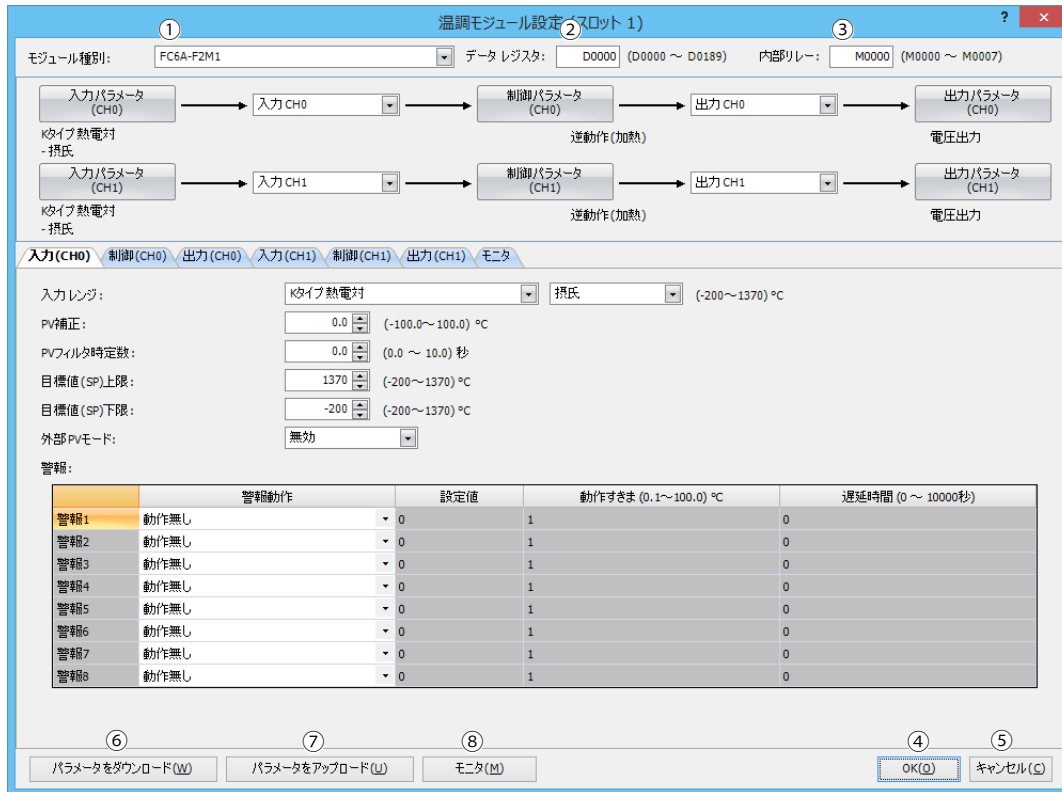 ① ② ③
温調モジュール設定 (スロット 1) ? ×
モジュール種別: FC6A-F2M1 データ レジスタ: D0000 (D0000 ～ D0189) 内部リレー: M0000 (M0000 ～ M0007)
入力パラメータ (CH0) 入力 CH0 制御パラメータ (CH0) 出力 CH0 出力パラメータ (CH0)
Kタイプ熱電対 逆動作(加熱) 電圧出力
- 摂氏
入力パラメータ (CH1) 入力 CH1 制御パラメータ (CH1) 出力 CH1 出力パラメータ (CH1)
Kタイプ熱電対 逆動作(加熱) 電圧出力
- 摂氏
入力(CH0) 制御(CH0) 出力(CH0) 入力(CH1) 制御(CH1) 出力(CH1) モニタ
入力レンジ: Kタイプ熱電対 摂氏 (-200～1370) ℃
PV補正: 0.0 (-100.0～100.0) ℃
PVフィルタ時定数: 0.0 (0.0 ～ 10.0) 秒
目標値(SP)上限: 1370 (-200～1370) ℃
目標値(SP)下限: -200 (-200～1370) ℃
外部PVモード: 無効
警報:
警報動作 設定値 動作すきま (0.1～100.0) ℃ 遅延時間 (0 ～ 10000秒)
警報1 動作無し 0 1 0
警報2 動作無し 0 1 0
警報3 動作無し 0 1 0
警報4 動作無し 0 1 0
警報5 動作無し 0 1 0
警報6 動作無し 0 1 0
警報7 動作無し 0 1 0
警報8 動作無し 0 1 0
⑥ ⑦ ⑧ ④ ⑤
パラメータをダウンロード(W) パラメータをアップロード(U) モニタ(M) OK(O) キャンセル(C)